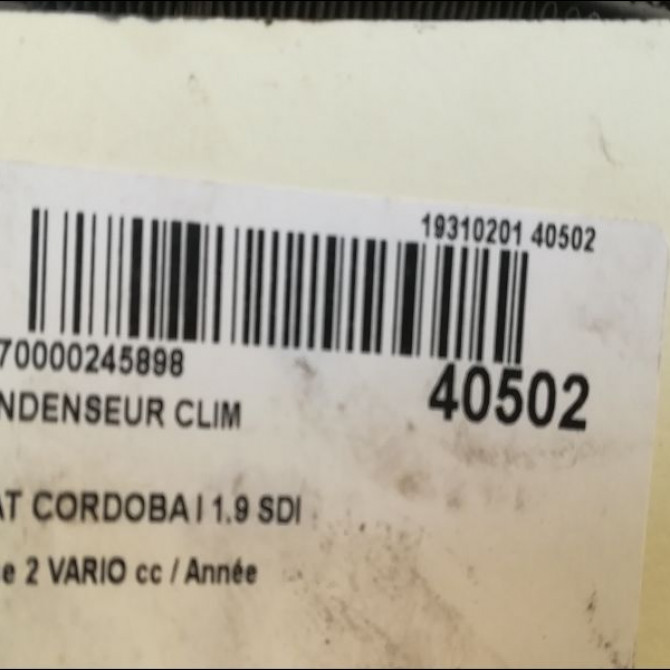 19310201 40502
70000245898
40502
NDENSEUR CLIM
AT CORDOBA I 1.9 SDI
e 2 VARIO cc / Année